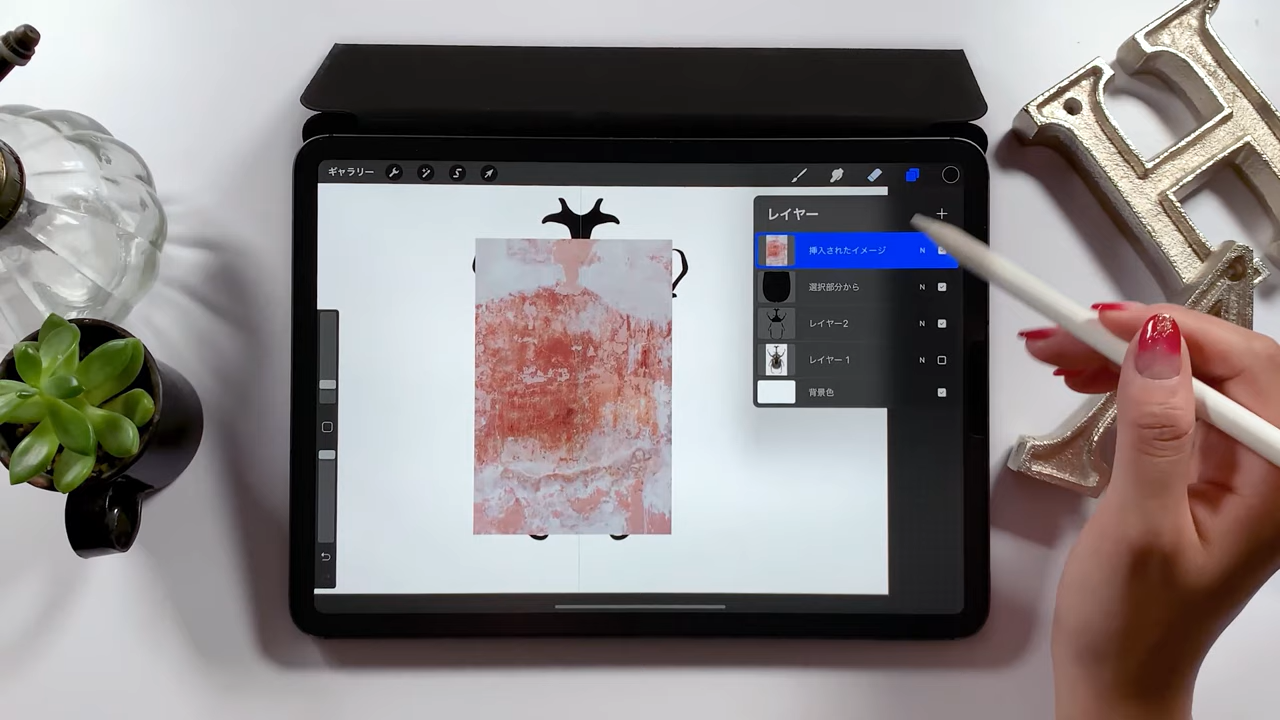 ギャラリー
レイヤー
挿入されたイメージ N
選択部分から N
レイヤー2 N
レイヤー 1 N
背景色
H